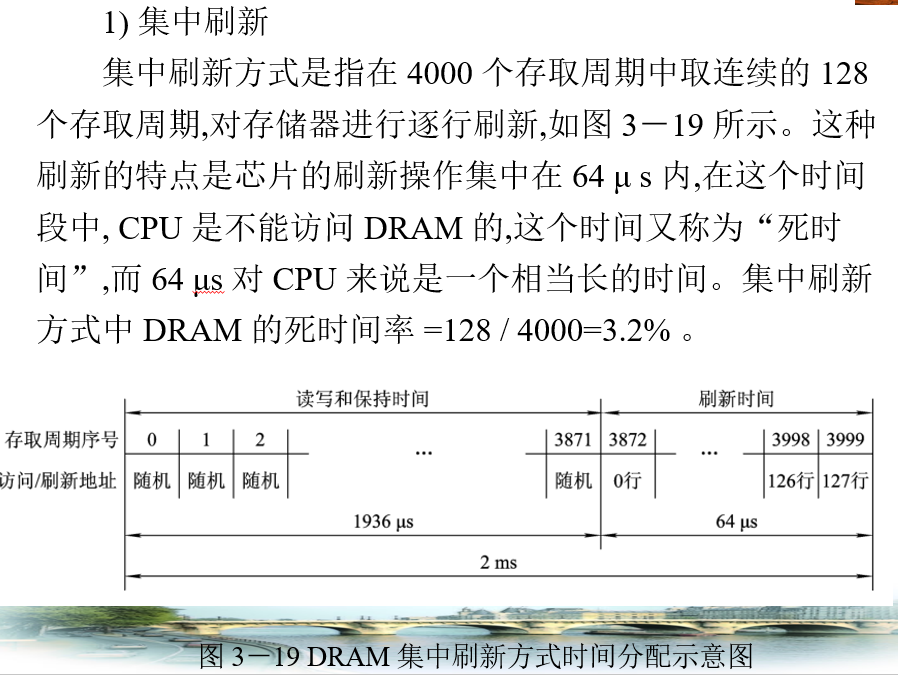 1) 集中刷新
集中刷新方式是指在 4000 个存取周期中取连续的 128
个存取周期,对存储器进行逐行刷新,如图 3－19 所示。这种
刷新的特点是芯片的刷新操作集中在 64 μ s 内,在这个时间
段中, CPU 是不能访问 DRAM 的,这个时间又称为“死时
间”,而 64 μs 对 CPU 来说是一个相当长的时间。集中刷新
方式中 DRAM 的死时间率 =128 / 4000=3.2% 。
读写和保持时间 刷新时间
存取周期序号 0 1 2 … 3871 3872 … 3998 3999
访问/刷新地址 随机 随机 随机 随机 0行 126行 127行
1936 μs 64 μs
2 ms
图 3－19 DRAM 集中刷新方式时间分配示意图